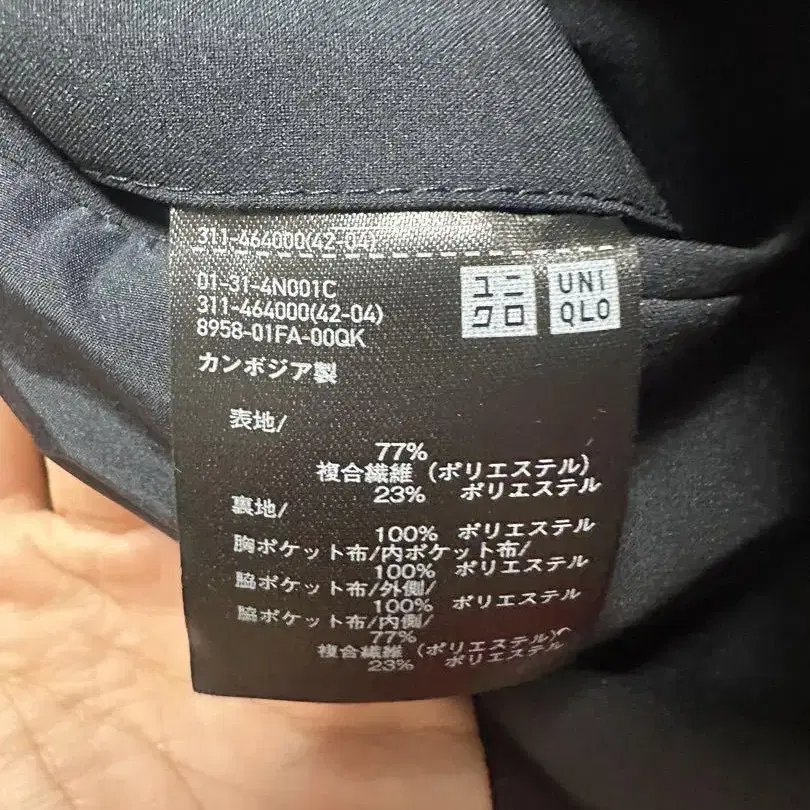 311-464000(42-04)
01-31-4N001C
311-464000(42-04)
8958-01FA-00QK
カンボジア製
ユニ
クロ
UNI
QLO
表地/
77%
複合繊維 (ポリエステル)
23% ポリエステル
裏地/
100% ポリエステル
胸ポケット布/内ポケット布/
100% ポリエステル
脇ポケット布/外側/
100% ポリエステル
脇ポケット布/内側/
77%
複合繊維 (ポリエステル)
23% ポリエステル